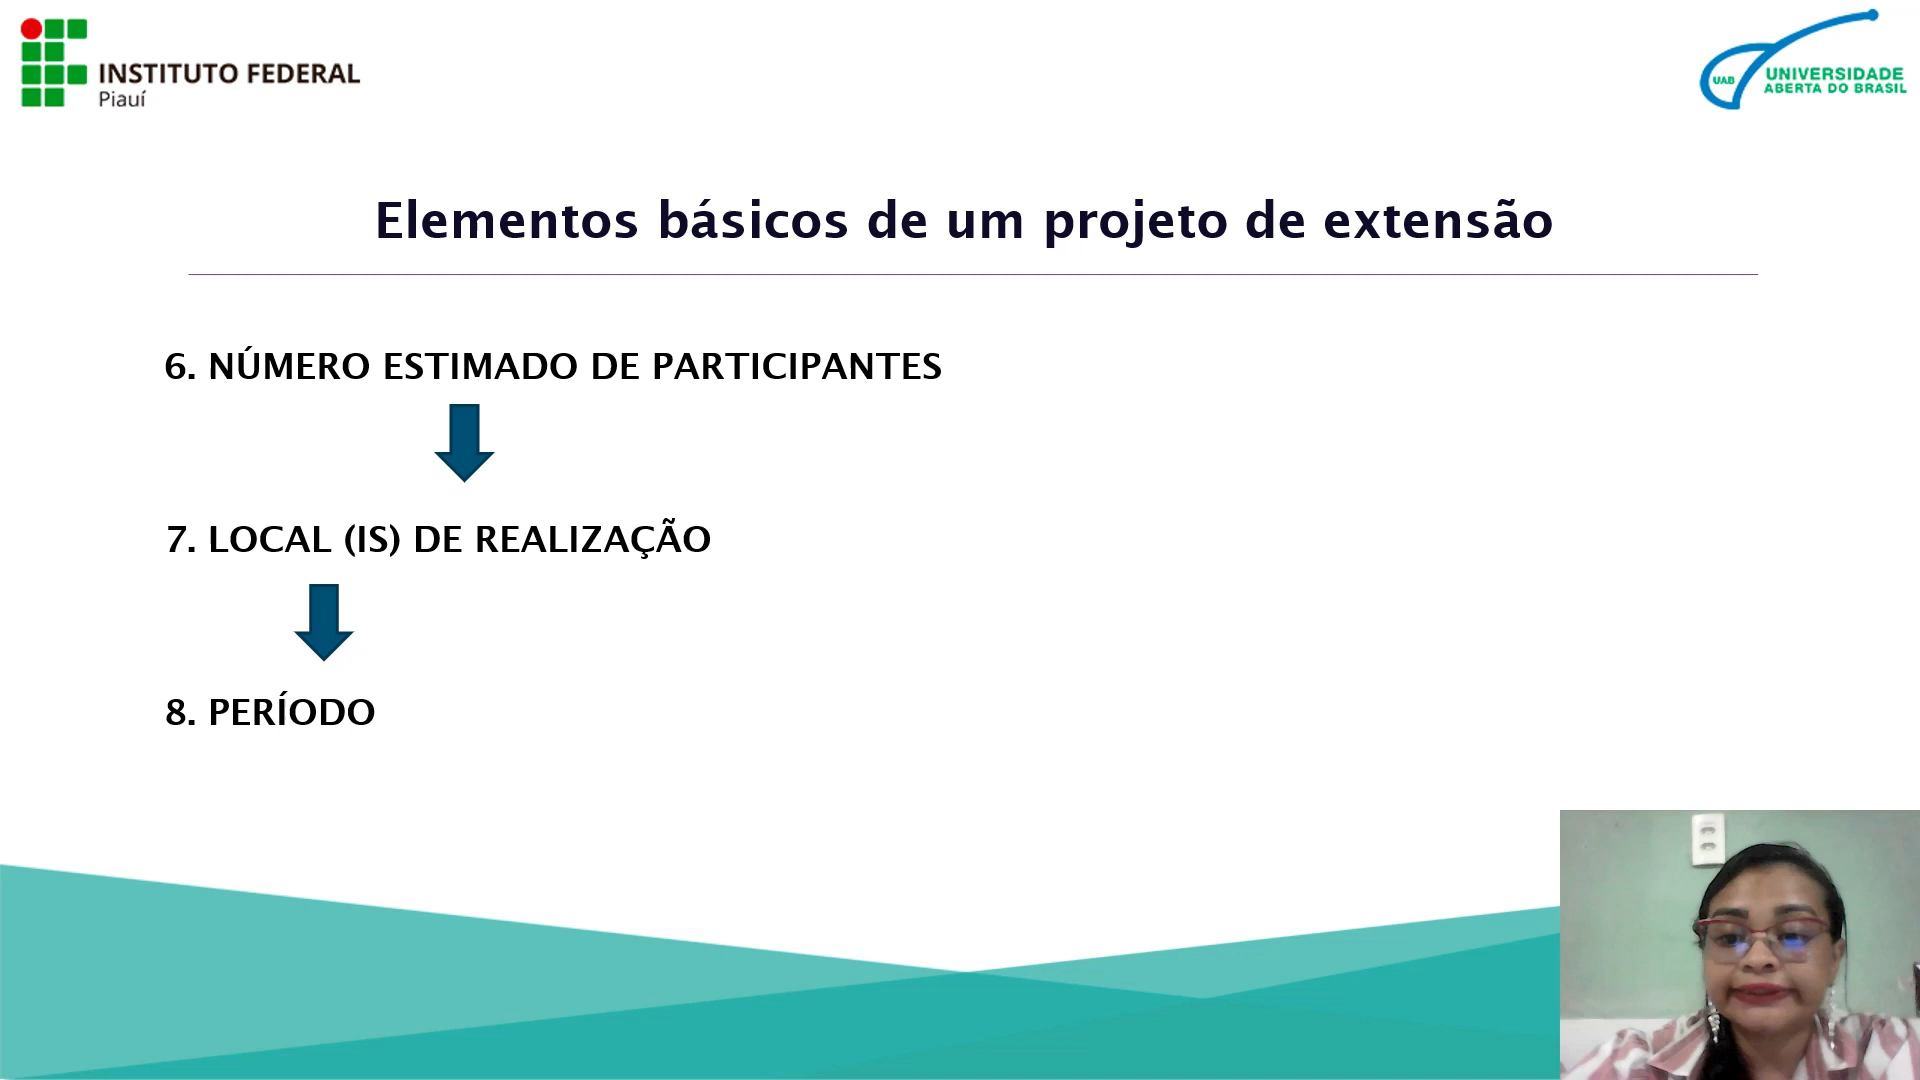 INSTITUTO FEDERAL
Piauí
UAB
UNIVERSIDADE
ABERTA DO BRASIL
Elementos básicos de um projeto de extensão
6. NÚMERO ESTIMADO DE PARTICIPANTES
7. LOCAL (IS) DE REALIZAÇÃO
8. PERÍODO